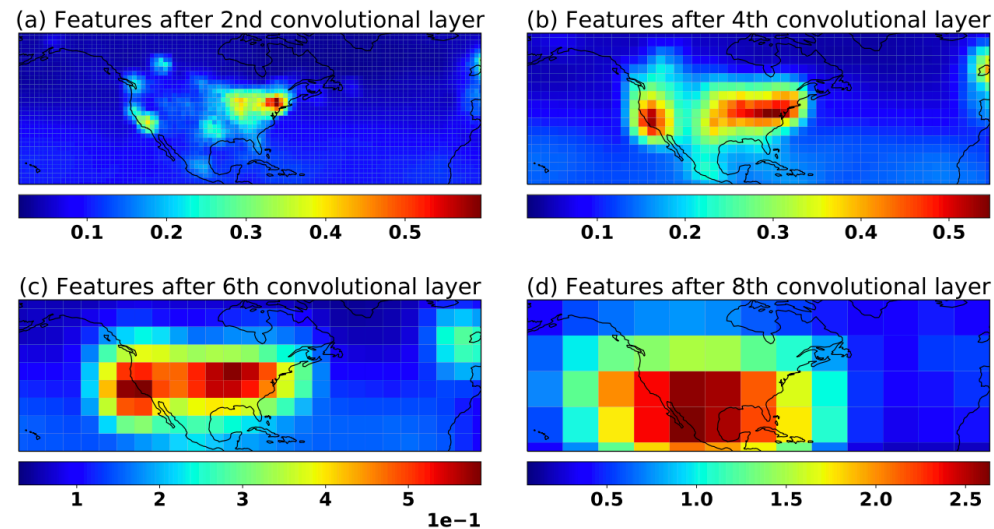 (a) Features after 2nd convolutional layer
(b) Features after 4th convolutional layer
0.1 0.2 0.3 0.4 0.5
0.1 0.2 0.3 0.4 0.5
(c) Features after 6th convolutional layer
(d) Features after 8th convolutional layer
1 2 3 4 5
1e−1
0.5 1.0 1.5 2.0 2.5